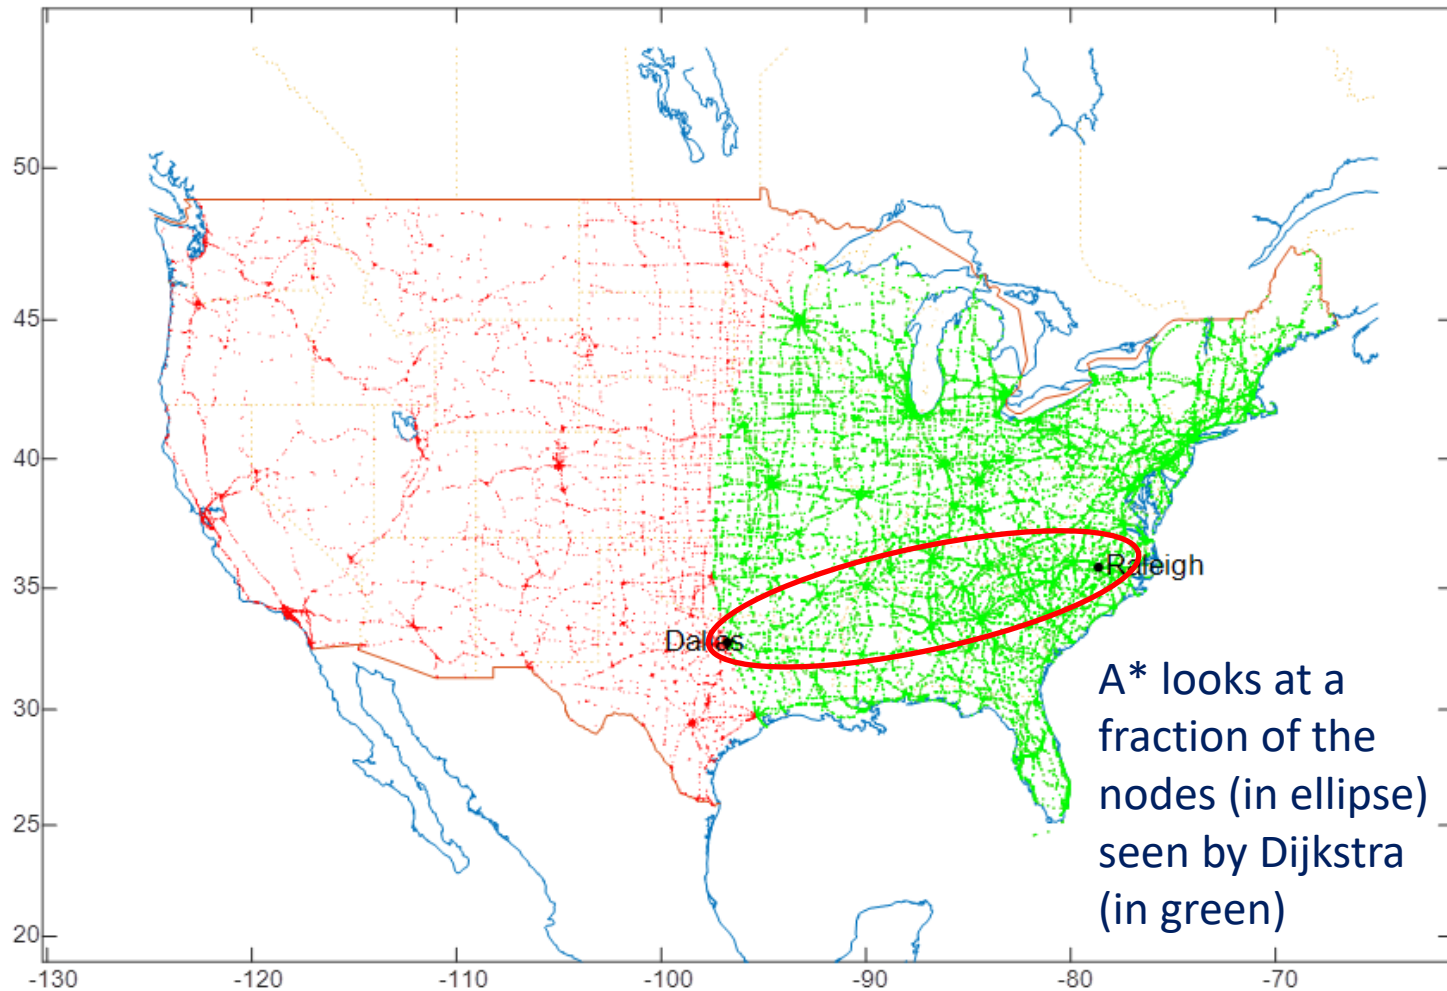 50
45
40
35
30
25
20
-130
-120
-110
-100
-90
-80
-70
Raleigh
Dallas
A* looks at a
fraction of the
nodes (in ellipse)
seen by Dijkstra
(in green)